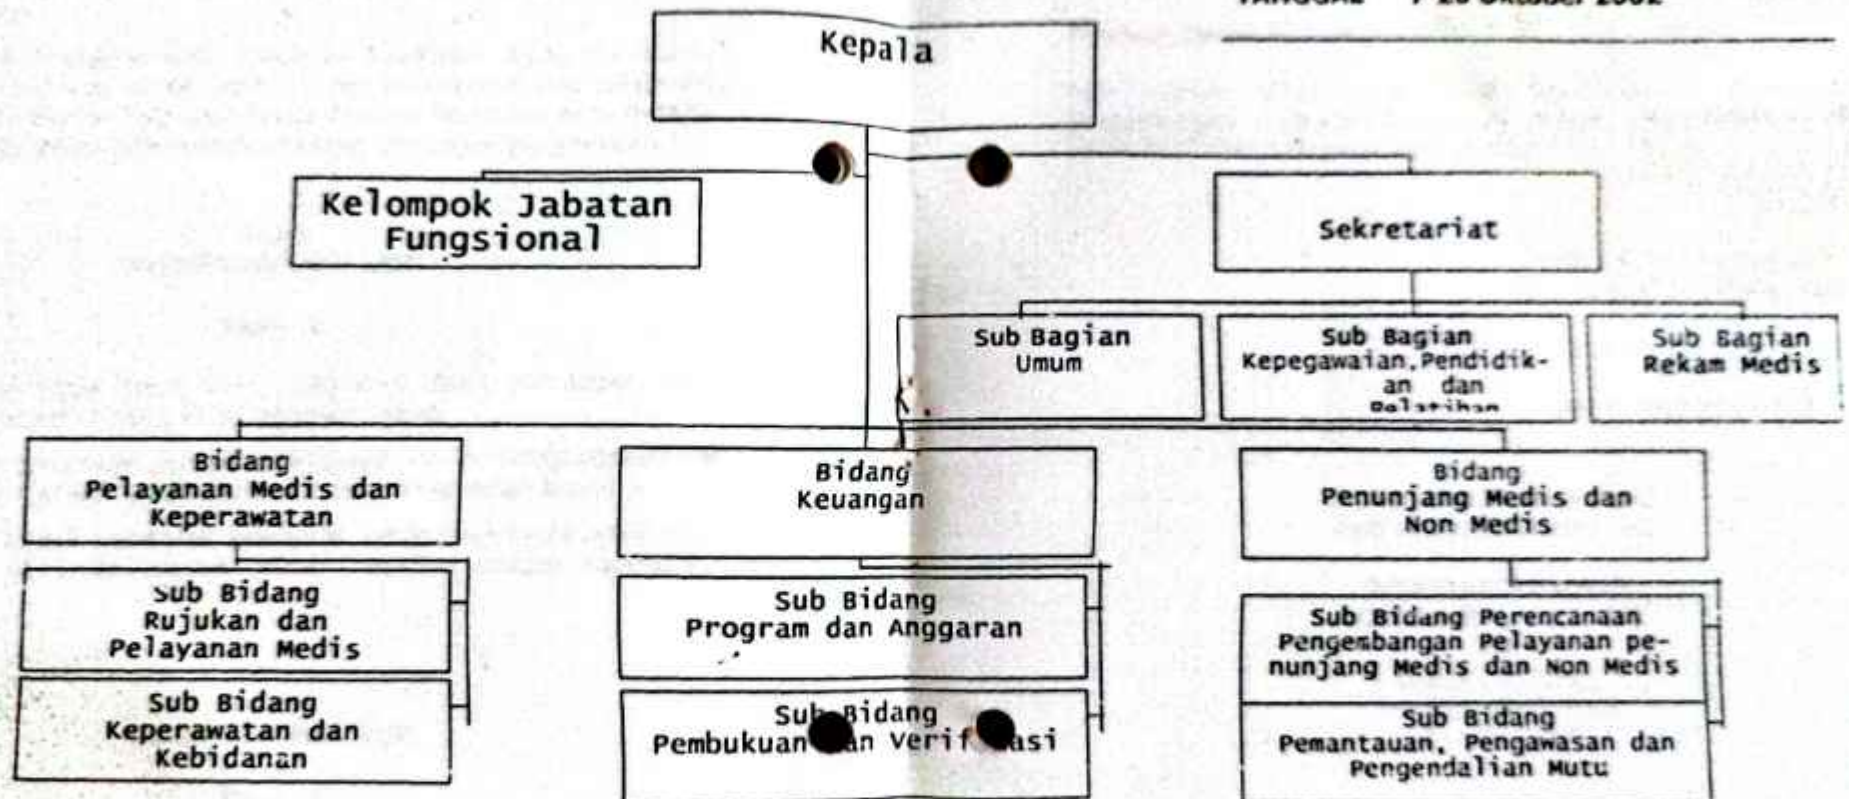 Kepala
Kelompok Jabatan
Fungsional
Sekretariat
Sub Bagian
Umum
Sub Bagian
Kepegawaian,Pendidik-
an dan
Pelatihan
Sub Bagian
Rekam Medis
Bidang
Pelayanan Medis dan
Keperawatan
Bidang
Keuangan
Bidang
Penunjang Medis dan
Non Medis
Sub Bidang
Rujukan dan
Pelayanan Medis
Sub Bidang
Keperawatan dan
Kebidanan
Sub Bidang
Program dan Anggaran
Sub Bidang
Pembukuan
Sub Bidang Perencanaan
Pengembangan Pelayanan pe-
nunjang Medis dan Non Medis
Sub Bidang
Pemantauan, Pengawasan dan
Pengendalian Mutu